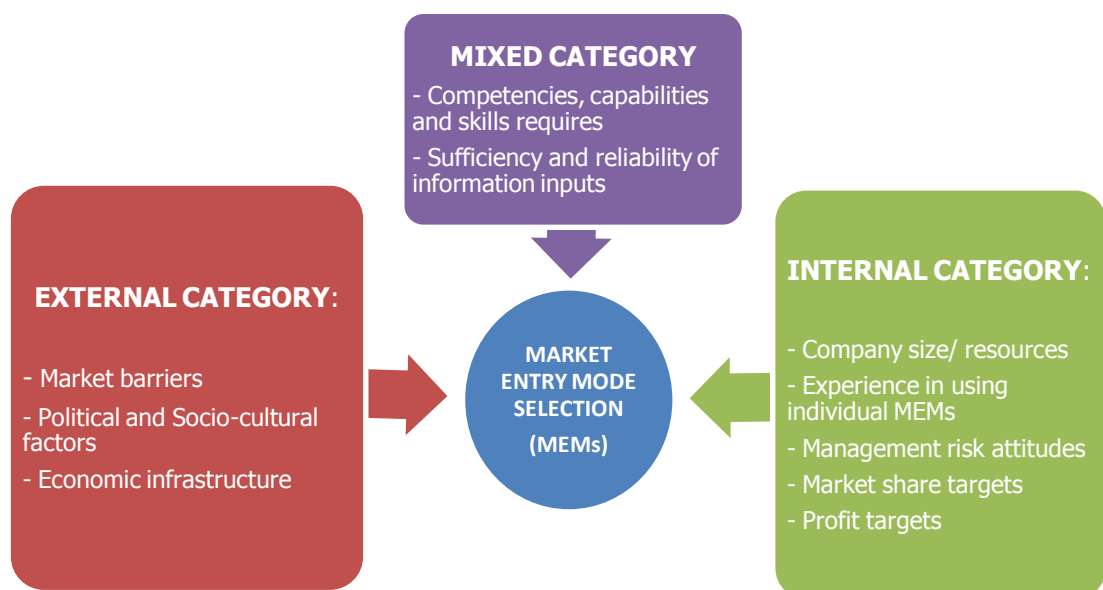 MIXED CATEGORY
- Competencies, capabilities
and skills requires
- Sufficiency and reliability of
information inputs
EXTERNAL CATEGORY:
- Market barriers
- Political and Socio-cultural
factors
- Economic infrastructure
MARKET
ENTRY MODE
SELECTION
(MEMs)
INTERNAL CATEGORY:
- Company size/ resources
- Experience in using
individual MEMs
- Management risk attitudes
- Market share targets
- Profit targets